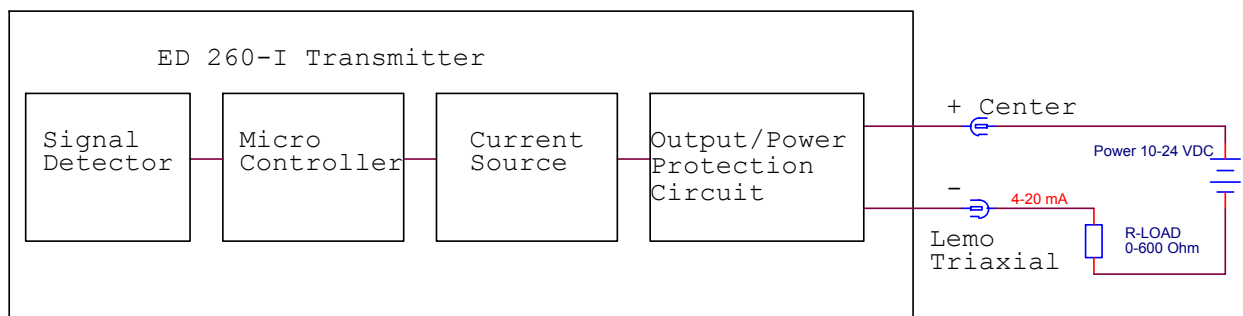 ED 260-I Transmitter
Signal
Detector
Micro
Controller
Current
Source
Output/Power
Protection
Circuit
+ Center
Power 10-24 VDC
-
4-20 mA
Lemo
Triaxial
R-LOAD
0-600 Ohm